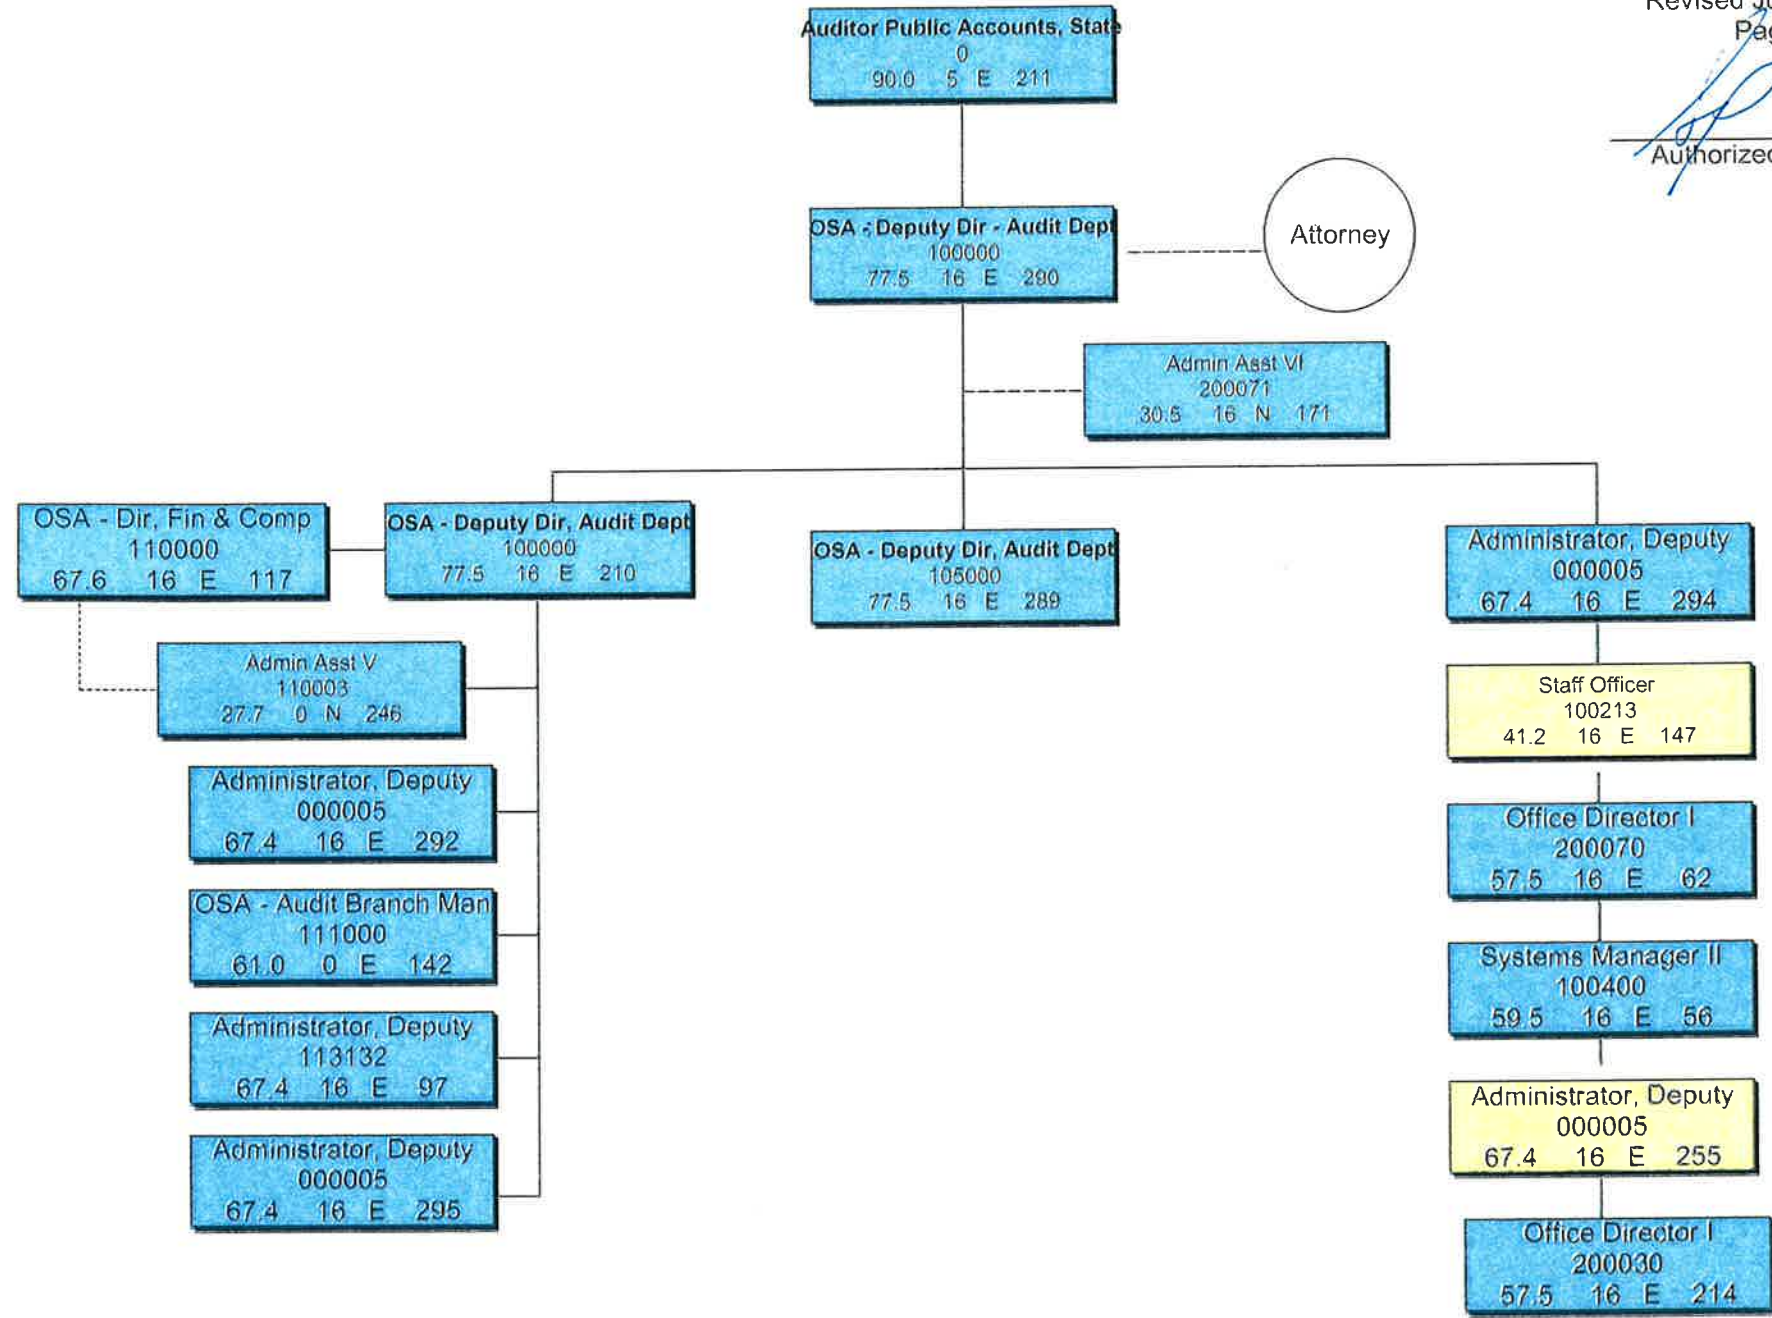 Revised
Auditor Public Accounts, State
0
90.0 5 E 211
Authorized
OSA - Deputy Dir - Audit Dept
100000
77.5 16 E 290
Attorney
Admin Asst VI
200071
30.5 16 N 171
OSA - Dir, Fin & Comp
110000
67.6 16 E 117
OSA - Deputy Dir, Audit Dept
100000
77.5 16 E 210
OSA - Deputy Dir, Audit Dept
105000
77.5 16 E 289
Administrator, Deputy
000005
67.4 16 E 294
Admin Asst V
110003
27.7 0 N 246
Staff Officer
100213
41.2 16 E 147
Administrator, Deputy
000005
67.4 16 E 292
Office Director I
200070
57.5 16 E 62
OSA - Audit Branch Man
111000
61.0 0 E 142
Systems Manager II
100400
59.5 16 E 56
Administrator, Deputy
113132
67.4 16 E 97
Administrator, Deputy
000005
67.4 16 E 255
Administrator, Deputy
000005
67.4 16 E 295
Office Director I
200030
57.5 16 E 214